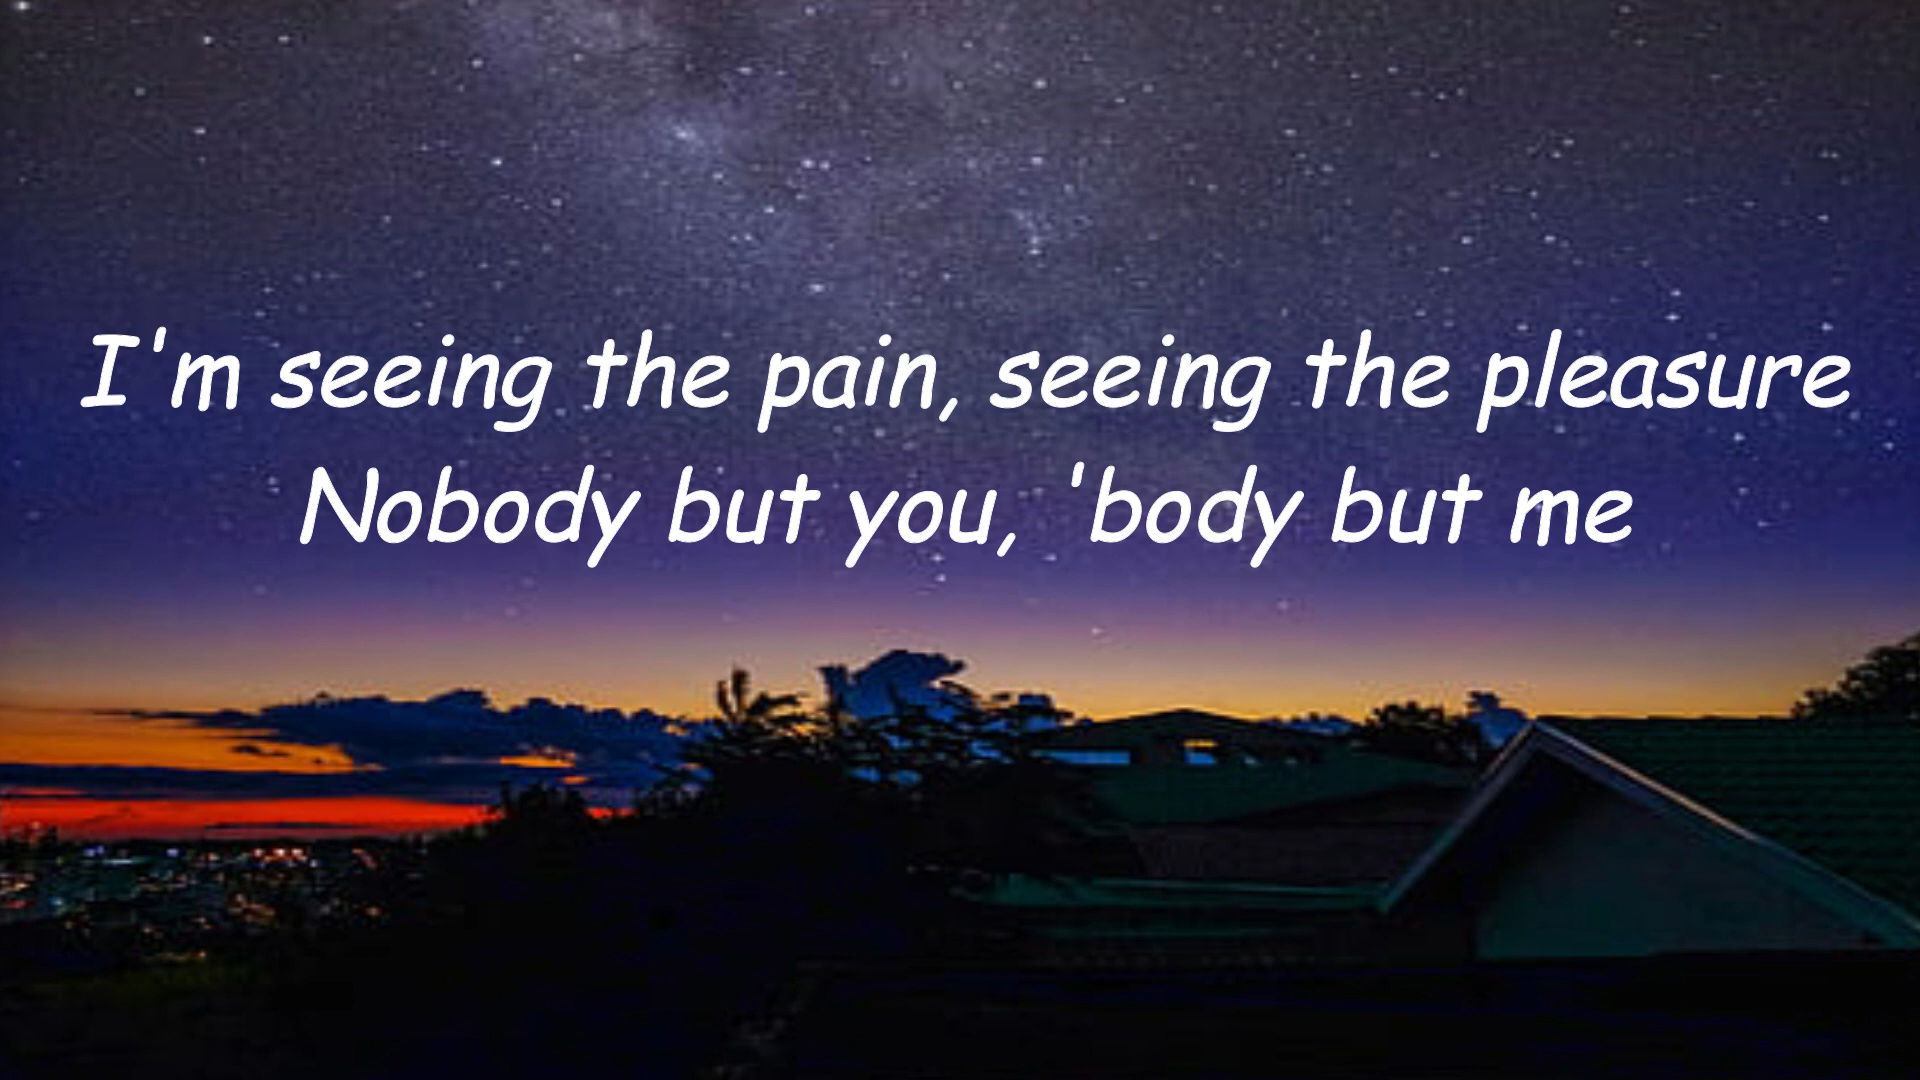 I'm seeing the pain, seeing the pleasure
Nobody but you, 'body but me